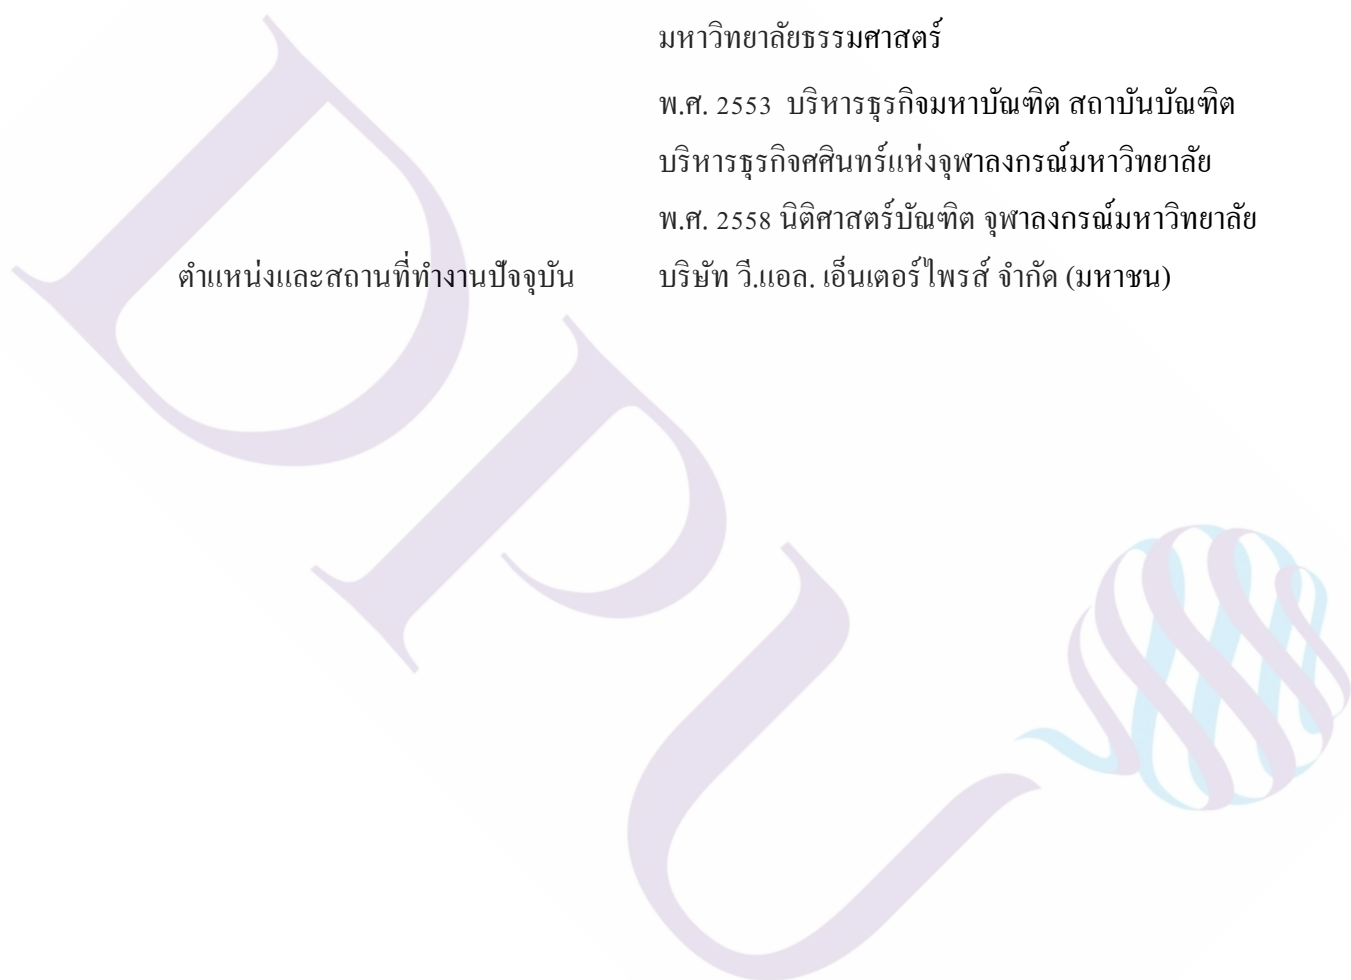 มหาวิทยาลัยธรรมศาสตร์
พ.ศ. 2553 บริหารธุรกิจมหาบัณฑิต สถาบันบัณฑิต
บริหารธุรกิจศศินทร์แห่งจุฬาลงกรณ์มหาวิทยาลัย
พ.ศ. 2558 นิติศาสตร์บัณฑิต จุฬาลงกรณ์มหาวิทยาลัย
ตำแหน่งและสถานที่ทำงานปัจจุบัน บริษัท วี.แอล. เอ็นเตอร์ไพรส์ จำกัด (มหาชน)
DPU